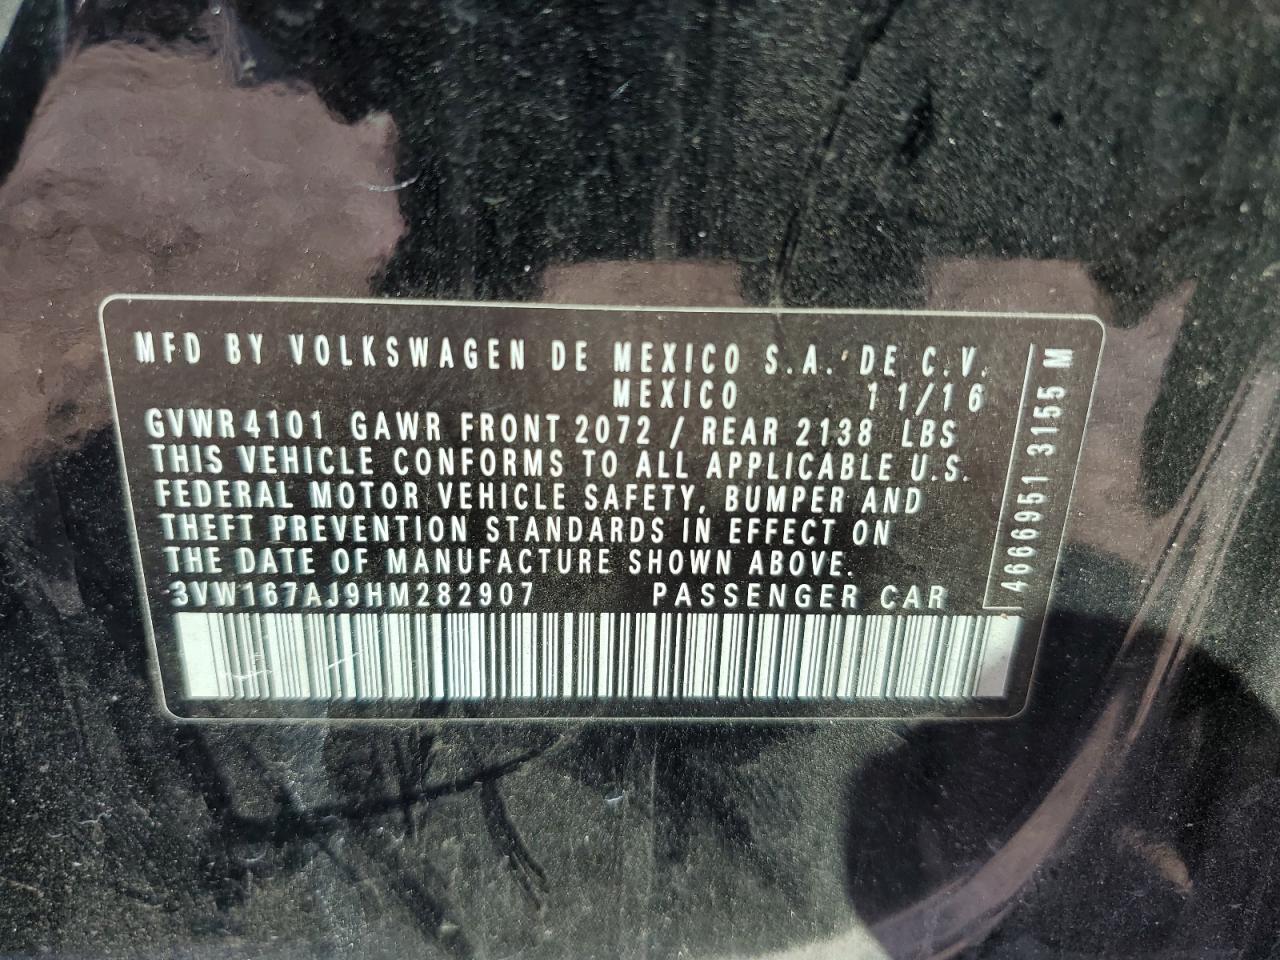 MFD BY VOLKSWAGEN DE MEXICO S.A. DE C.V.
MEXICO 11/16
GVWR 4101 GAWR FRONT 2072 / REAR 2138 LBS
THIS VEHICLE CONFORMS TO ALL APPLICABLE U.S.
FEDERAL MOTOR VEHICLE SAFETY, BUMPER AND
THEFT PREVENTION STANDARDS IN EFFECT ON
THE DATE OF MANUFACTURE SHOWN ABOVE.
3VW167AJ9HM282907 PASSENGER CAR
4666951 3155 M